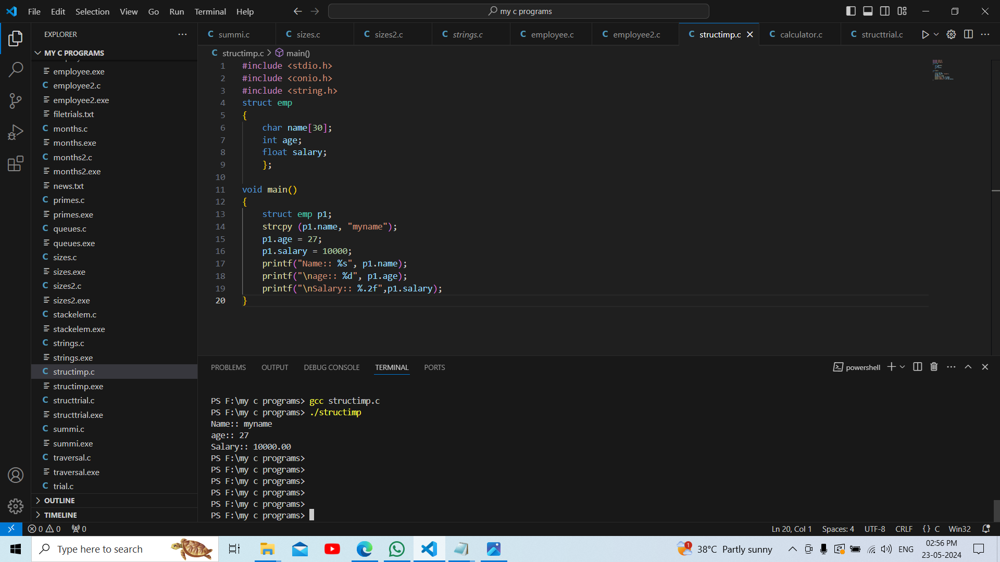 File Edit Selection View Go Run Terminal Help
my c programs
EXPLORER
MY C PROGRAMS
employee.exe
employee2.c
employee2.exe
filetrials.txt
months.c
months.exe
months2.c
months2.exe
news.txt
primes.c
primes.exe
queues.c
queues.exe
sizes.c
sizes.exe
sizes2.c
sizes2.exe
stackelem.c
stackelem.exe
strings.c
strings.exe
structimp.c
structimp.exe
structtrial.c
structtrial.exe
summi.c
summi.exe
traversal.c
traversal.exe
trial.c
OUTLINE
TIMELINE
summi.c sizes.c sizes2.c strings.c employee.c employee2.c structimp.c calculator.c structtrial.c
structimp.c > main()
1 #include <stdio.h>
2 #include <conio.h>
3 #include <string.h>
4 struct emp
5 {
6 char name[30];
7 int age;
8 float salary;
9 };
10
11 void main()
12 {
13 struct emp p1;
14 strcpy (p1.name, "myname");
15 p1.age = 27;
16 p1.salary = 10000;
17 printf("Name:: %s", p1.name);
18 printf("\nage:: %d", p1.age);
19 printf("\nSalary:: %.2f",p1.salary);
20 }
PROBLEMS OUTPUT DEBUG CONSOLE TERMINAL PORTS
powershell
PS F:\my c programs> gcc structimp.c
PS F:\my c programs> ./structimp
Name:: myname
age:: 27
Salary:: 10000.00
PS F:\my c programs>
PS F:\my c programs>
PS F:\my c programs>
PS F:\my c programs>
PS F:\my c programs>
PS F:\my c programs>
0 0 0
Ln 20, Col 1 Spaces: 4 UTF-8 CRLF {} C Win32
Type here to search
1 38°C Partly sunny
ENG
02:56 PM
23-05-2024